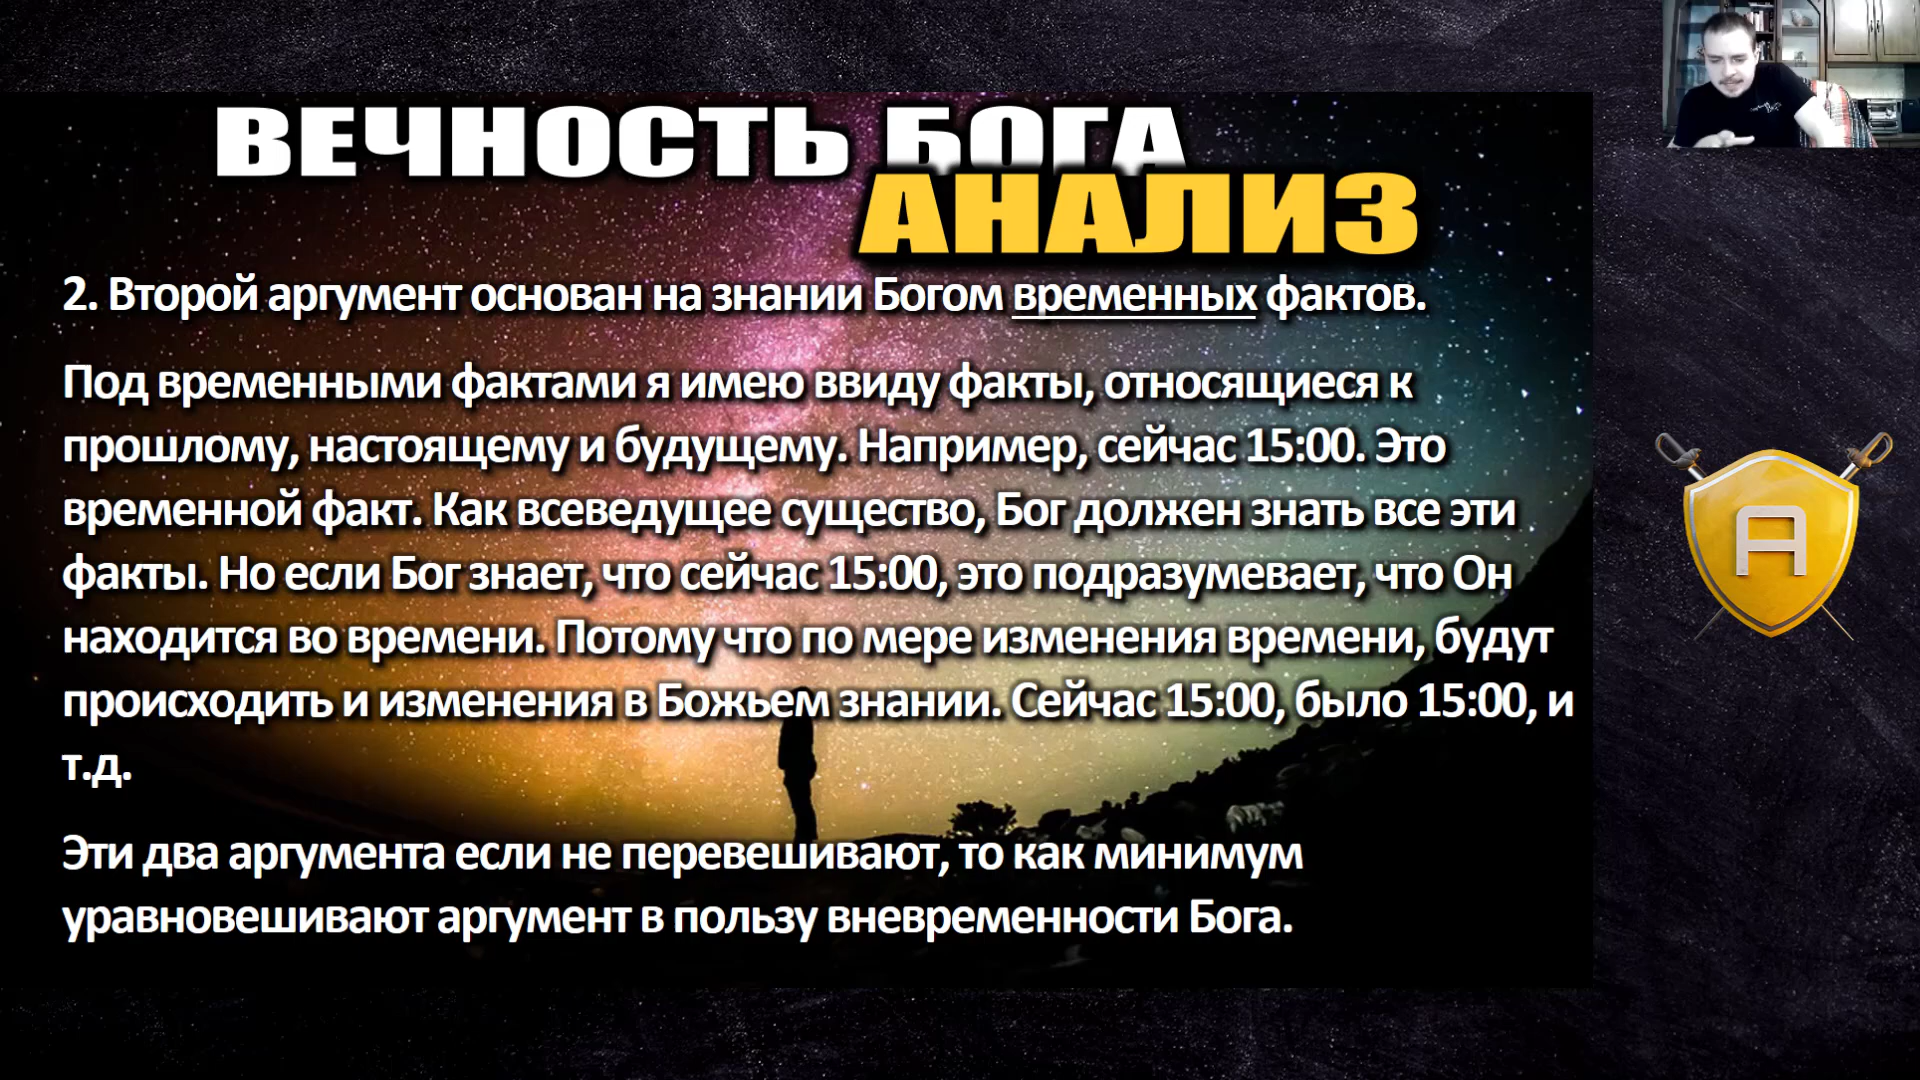 ВЕЧНОСТЬ БОГА
АНАЛИЗ
2. Второй аргумент основан на знании Богом временных фактов.
Под временными фактами я имею ввиду факты, относящиеся к
прошлому, настоящему и будущему. Например, сейчас 15:00. Это
временной факт. Как всеведущее существо, Бог должен знать все эти
факты. Но если Бог знает, что сейчас 15:00, это подразумевает, что Он
находится во времени. Потому что по мере изменения времени, будут
происходить и изменения в Божьем знании. Сейчас 15:00, было 15:00, и
т.д.
Эти два аргумента если не перевешивают, то как минимум
уравновешивают аргумент в пользу вневременности Бога.
A